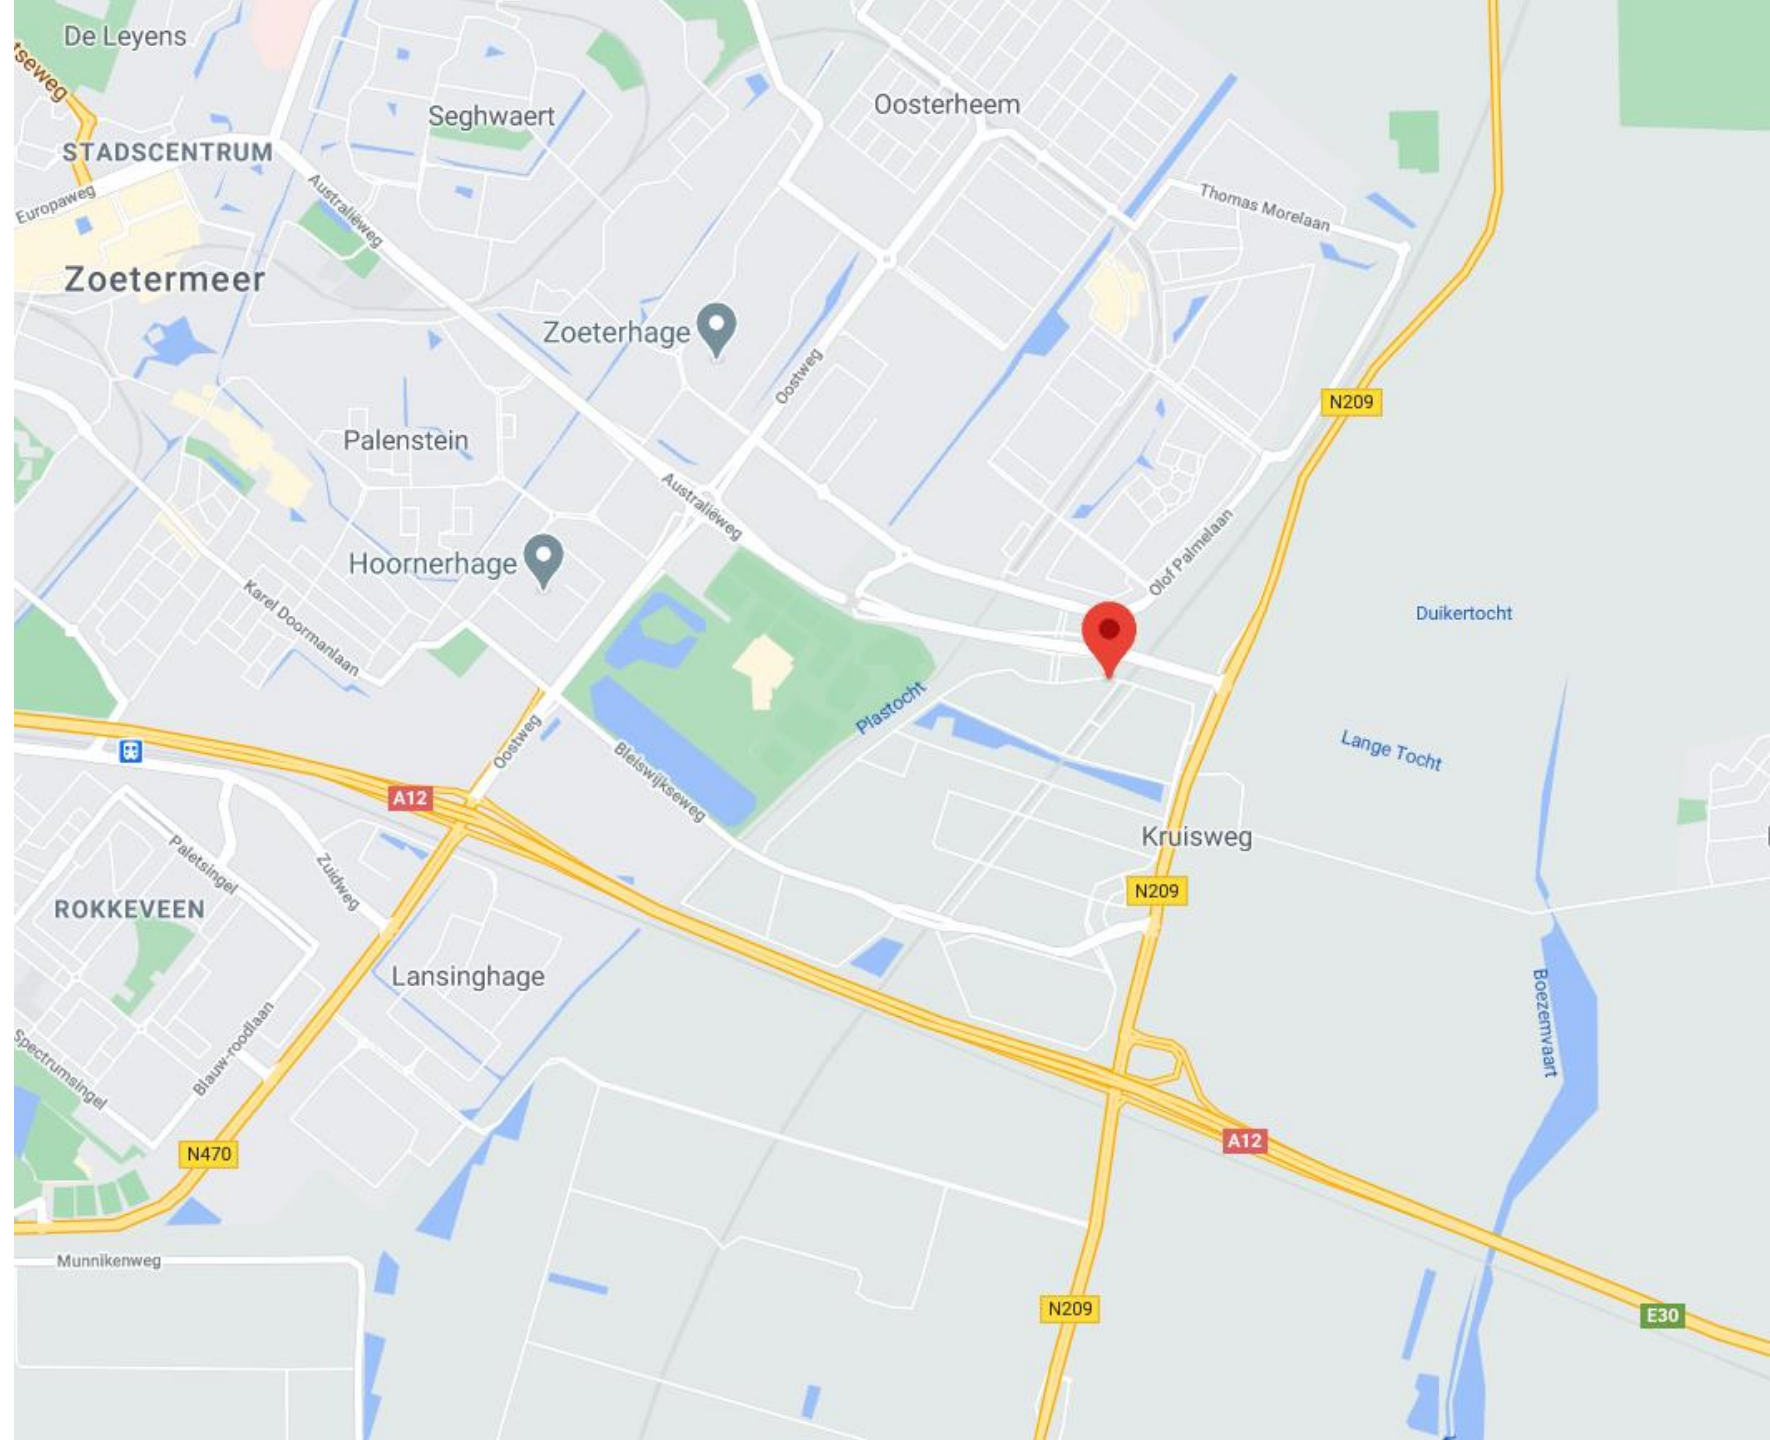 De Leyens
tseweg
Seghwaert
Oosterheem
STADSCENTRUM
Europaweg
Australiëweg
Thomas Morelaan
Zoetermeer
Zoeterhage
Oostweg
N209
Palenstein
Australiëweg
Hoornerhage
Olof Palmelaan
Karel Doormanlaan
Duikertocht
Plastocht
Oostweg
Bleiswijkseweg
Lange Tocht
A12
Kruisweg
Paletsingel
Zuidweg
N209
ROKKEVEEN
Lansinghage
Boezemvaart
Blauw-roodlaan
Spectrumsingel
A12
N470
Munnikenweg
N209
E30